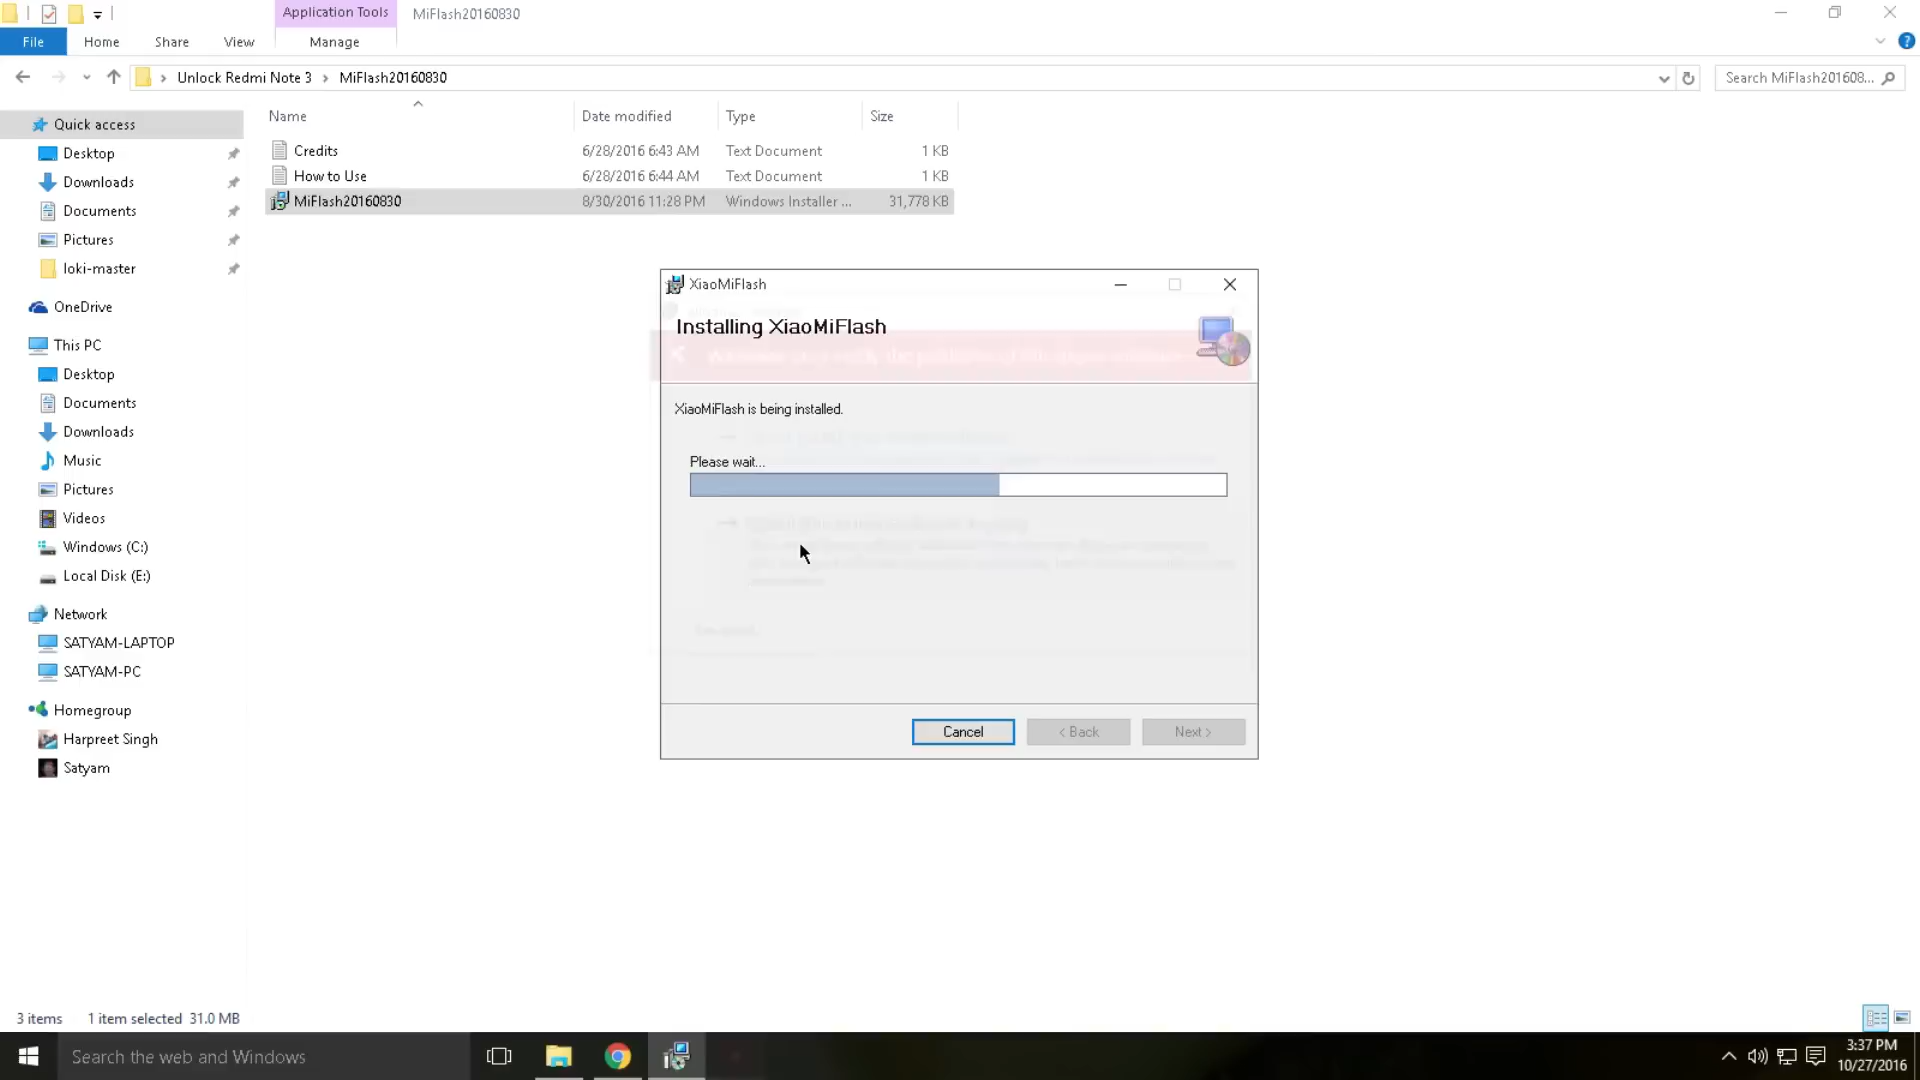 Application Tools
MiFlash20160830
File
Home
Share
View
Manage
Unlock Redmi Note 3 > MiFlash20160830
Search MiFlash201608...
Name
Date modified
Type
Size
Credits
6/28/2016 6:43 AM
Text Document
1 KB
How to Use
6/28/2016 6:44 AM
Text Document
1 KB
MiFlash20160830
8/30/2016 11:28 PM
Windows Installer ...
31,778 KB
Quick access
Desktop
Downloads
Documents
Pictures
loki-master
OneDrive
This PC
Desktop
Documents
Downloads
Music
Pictures
Videos
Windows (C:)
Local Disk (E:)
Network
SATYAM-LAPTOP
SATYAM-PC
Homegroup
Harpreet Singh
Satyam
XiaoMiFlash
Installing XiaoMiFlash
XiaoMiFlash is being installed.
Please wait...
Cancel
< Back
Next >
3 items
1 item selected 31.0 MB
Search the web and Windows
3:37 PM
10/27/2016